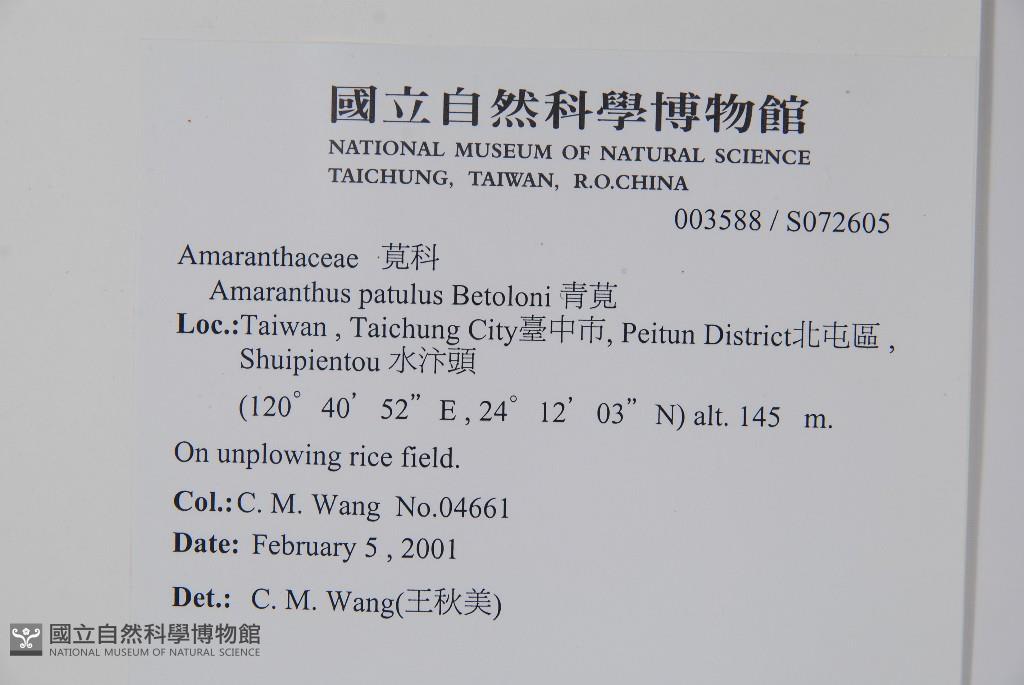 國立自然科學博物館
NATIONAL MUSEUM OF NATURAL SCIENCE
TAICHUNG, TAIWAN, R.O.CHINA
003588 / S072605
Amaranthaceae 莧科
Amaranthus patulus Betoloni 青莧
Loc.:Taiwan , Taichung City臺中市, Peitun District北屯區 ,
Shuipientou 水汴頭
(120° 40’ 52” E , 24° 12’ 03” N) alt. 145 m.
On unplowing rice field.
Col.: C. M. Wang No.04661
Date: February 5 , 2001
Det.: C. M. Wang(王秋美)
國立自然科學博物館
NATIONAL MUSEUM OF NATURAL SCIENCE